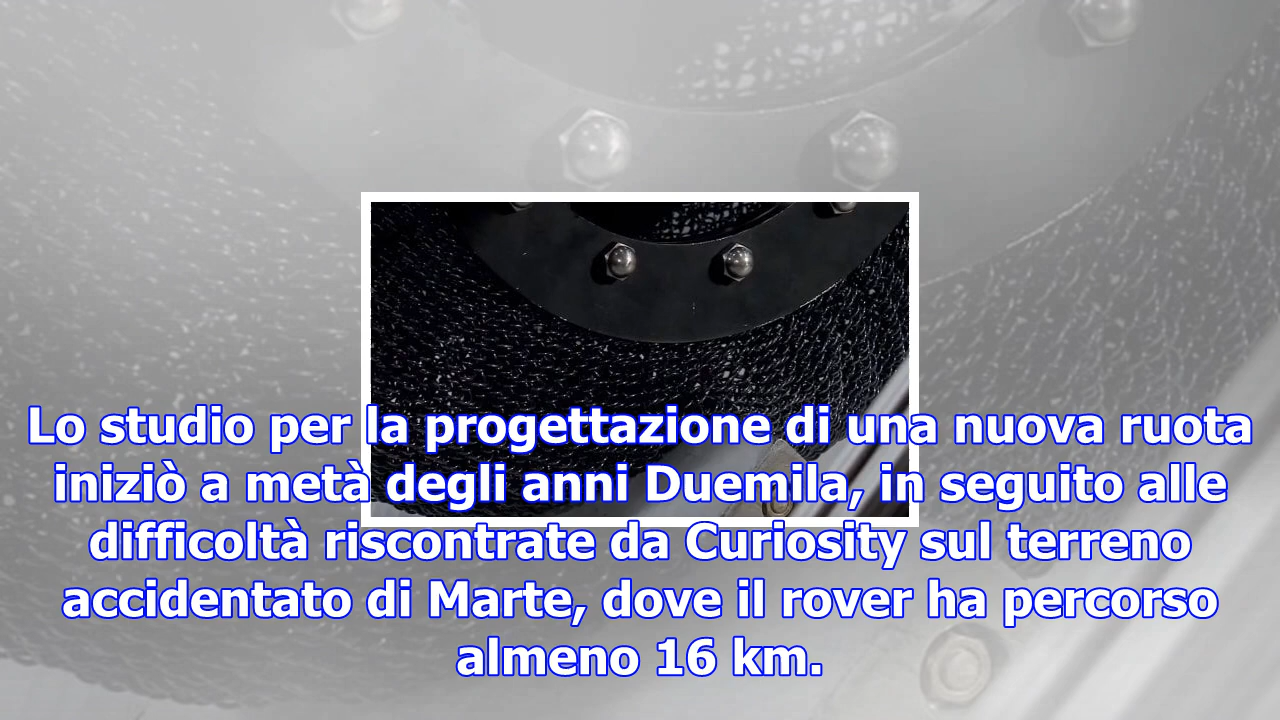 Lo studio per la progettazione di una nuova ruota
iniziò a metà degli anni Duemila, in seguito alle
difficoltà riscontrate da Curiosity sul terreno
accidentato di Marte, dove il rover ha percorso
almeno 16 km.